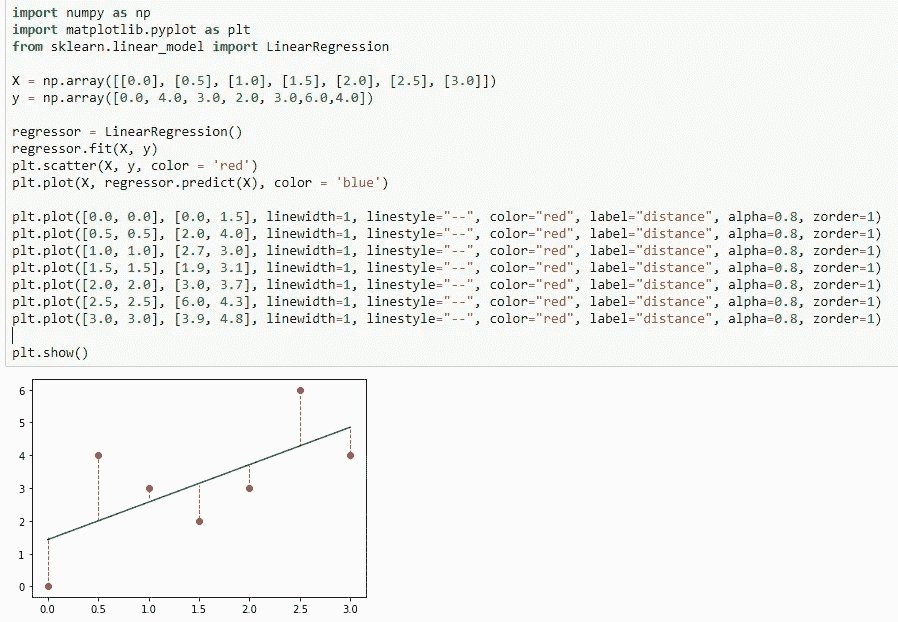 import numpy as np
import matplotlib.pyplot as plt
from sklearn.linear_model import LinearRegression
X = np.array([[0.0], [0.5], [1.0], [1.5], [2.0], [2.5], [3.0]])
y = np.array([0.0, 4.0, 3.0, 2.0, 3.0,6.0,4.0])
regressor = LinearRegression()
regressor.fit(X, y)
plt.scatter(X, y, color = 'red')
plt.plot(X, regressor.predict(X), color = 'blue')
plt.plot([0.0, 0.0], [0.0, 1.5], linewidth=1, linestyle="--", color="red", label="distance", alpha=0.8, zorder=1)
plt.plot([0.5, 0.5], [2.0, 4.0], linewidth=1, linestyle="--", color="red", label="distance", alpha=0.8, zorder=1)
plt.plot([1.0, 1.0], [2.7, 3.0], linewidth=1, linestyle="--", color="red", label="distance", alpha=0.8, zorder=1)
plt.plot([1.5, 1.5], [1.9, 3.1], linewidth=1, linestyle="--", color="red", label="distance", alpha=0.8, zorder=1)
plt.plot([2.0, 2.0], [3.0, 3.7], linewidth=1, linestyle="--", color="red", label="distance", alpha=0.8, zorder=1)
plt.plot([2.5, 2.5], [6.0, 4.3], linewidth=1, linestyle="--", color="red", label="distance", alpha=0.8, zorder=1)
plt.plot([3.0, 3.0], [3.9, 4.8], linewidth=1, linestyle="--", color="red", label="distance", alpha=0.8, zorder=1)
plt.show()
6
5
4
3
2
1
0
0.0 0.5 1.0 1.5 2.0 2.5 3.0